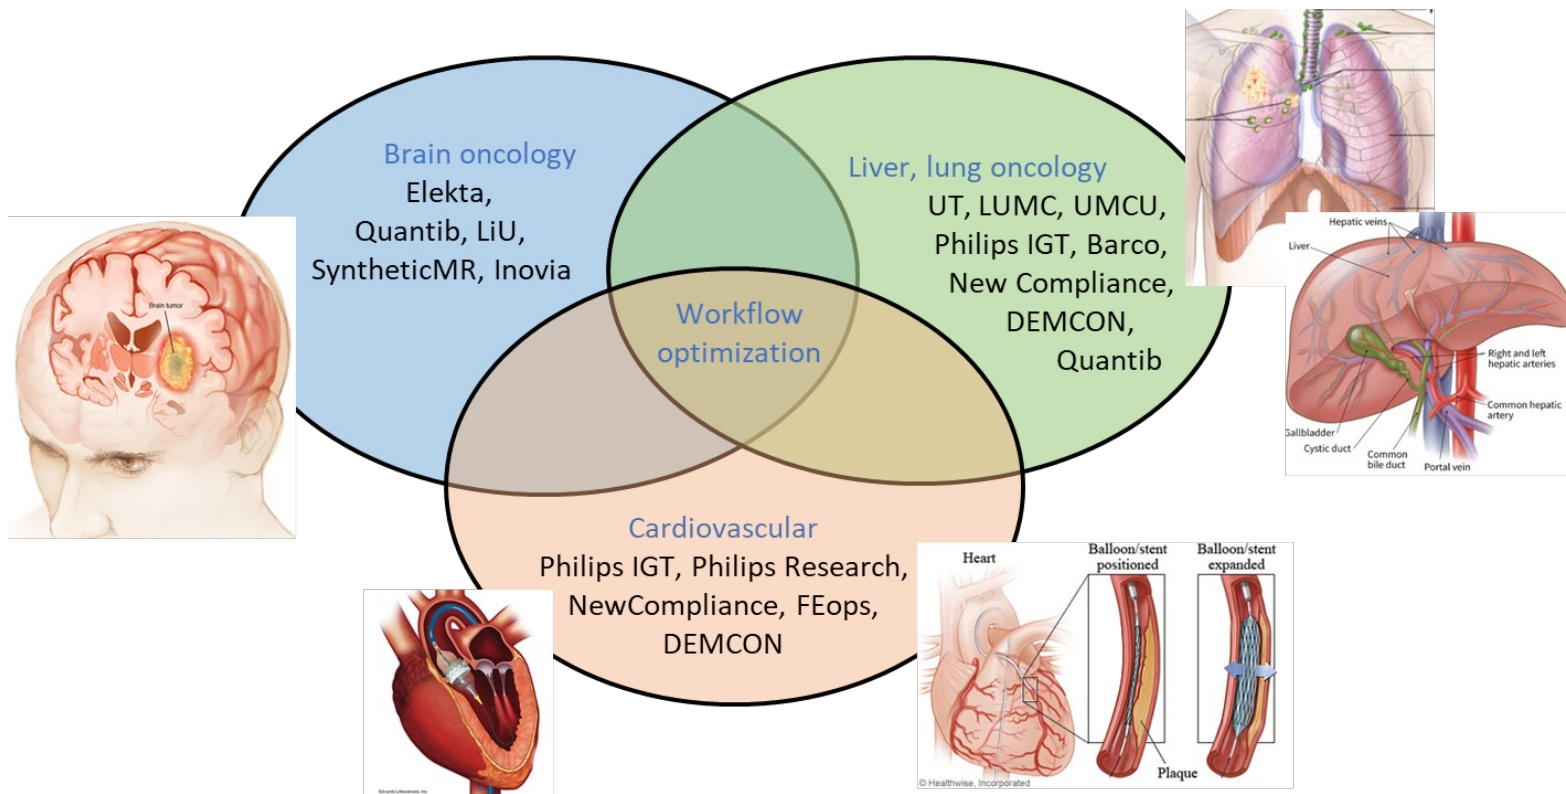 Brain oncology
Elekta,
Quantib, LiU,
SyntheticMR, Inovia
Liver, lung oncology
UT, LUMC, UMCU,
Philips IGT, Barco,
New Compliance,
DEMCON,
Quantib
Workflow
optimization
Cardiovascular
Philips IGT, Philips Research,
NewCompliance, FEops,
DEMCON
Brain tumor
Hepatic veins
Liver
Right and left
hepatic arteries
Common hepatic
artery
Gallbladder
Cystic duct
Common
bile duct
Portal vein
Edwards Lifesciences, Inc
Heart
Balloon/stent
positioned
Balloon/stent
expanded
Plaque
© Healthwise, Incorporated